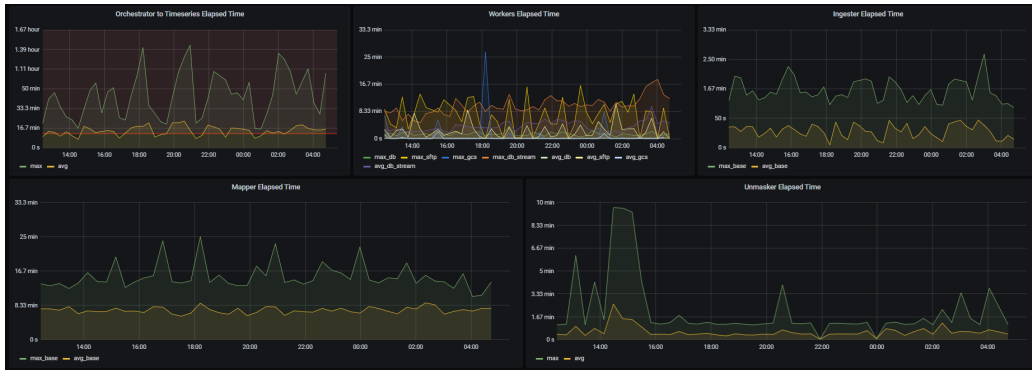 Orchestrator to Timeseries Elapsed Time
1.67 hour
1.39 hour
1.11 hour
50 min
33.3 min
16.7 min
0 s
14:00 16:00 18:00 20:00 22:00 00:00 02:00 04:00
max avg
Workers Elapsed Time
33.3 min
25 min
16.7 min
8.33 min
0 s
14:00 16:00 18:00 20:00 22:00 00:00 02:00 04:00
max_db max_sftp max_gcs max_db_stream avg_db avg_sftp avg_gcs
avg_db_stream
Ingester Elapsed Time
3.33 min
2.50 min
1.67 min
50 s
0 s
14:00 16:00 18:00 20:00 22:00 00:00 02:00 04:00
max_base avg_base
Mapper Elapsed Time
33.3 min
25 min
16.7 min
8.33 min
0 s
14:00 16:00 18:00 20:00 22:00 00:00 02:00 04:00
max_base avg_base
Unmasker Elapsed Time
10 min
8.33 min
6.67 min
5 min
3.33 min
1.67 min
0 s
14:00 16:00 18:00 20:00 22:00 00:00 02:00 04:00
max avg